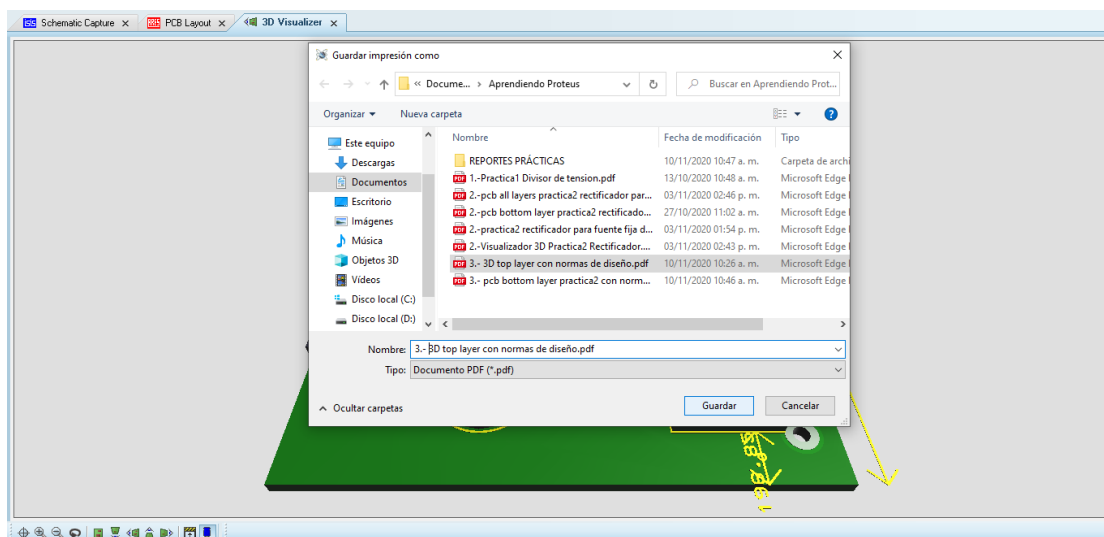 ISIS Schematic Capture x PCB Layout x 3D Visualizer x
Guardar impresión como
« Docume... > Aprendiendo Proteus Buscar en Aprendiendo Prot...
Organizar Nueva carpeta
Este equipo
Descargas
Documentos
Escritorio
Imágenes
Música
Objetos 3D
Vídeos
Disco local (C:)
Disco local (D:)
Nombre Fecha de modificación Tipo
REPORTES PRÁCTICAS 10/11/2020 10:47 a. m. Carpeta de archi
PDF 1.-Practica1 Divisor de tension.pdf 13/10/2020 10:48 a. m. Microsoft Edge
PDF 2.-pcb all layers practica2 rectificador par... 03/11/2020 02:46 p. m. Microsoft Edge
PDF 2.-pcb bottom layer practica2 rectificado... 27/10/2020 11:02 a. m. Microsoft Edge
PDF 2.-practica2 rectificador para fuente fija d... 03/11/2020 01:54 p. m. Microsoft Edge
PDF 2.-Visualizador 3D Practica2 Rectificador.... 03/11/2020 02:43 p. m. Microsoft Edge
PDF 3.- 3D top layer con normas de diseño.pdf 10/11/2020 10:26 a. m. Microsoft Edge
PDF 3.- pcb bottom layer practica2 con norm... 10/11/2020 10:46 a. m. Microsoft Edge
Nombre: 3.- 3D top layer con normas de diseño.pdf
Tipo: Documento PDF (*.pdf)
Ocultar carpetas Guardar Cancelar